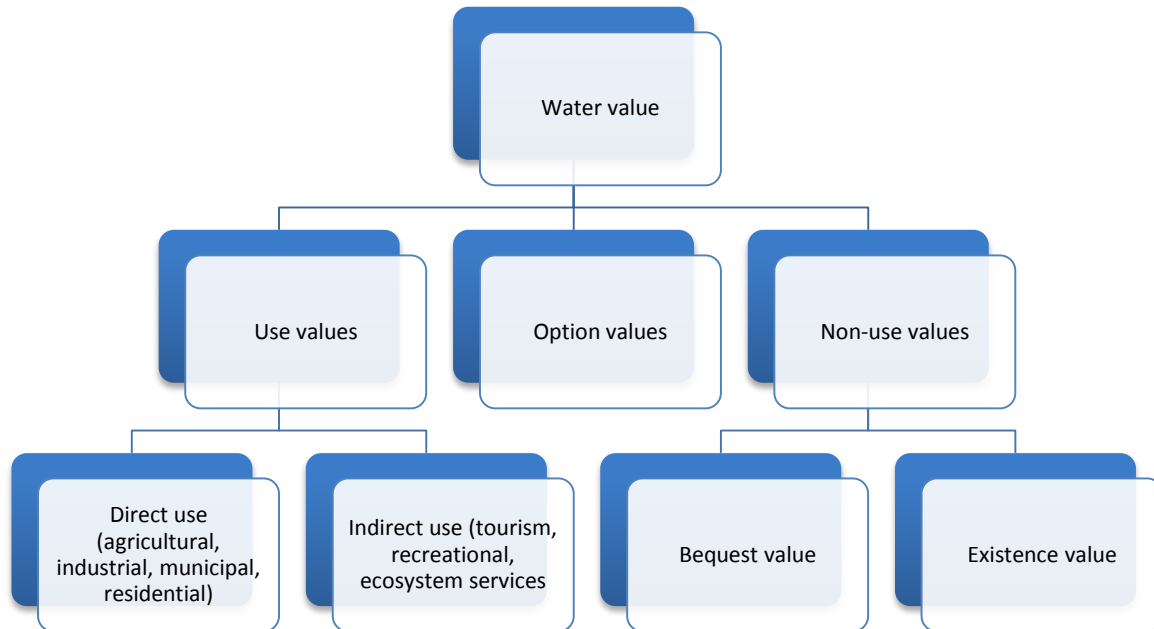 Water value
Use values
Option values
Non-use values
Direct use
(agricultural,
industrial, municipal,
residential)
Indirect use (tourism,
recreational,
ecosystem services
Bequest value
Existence value